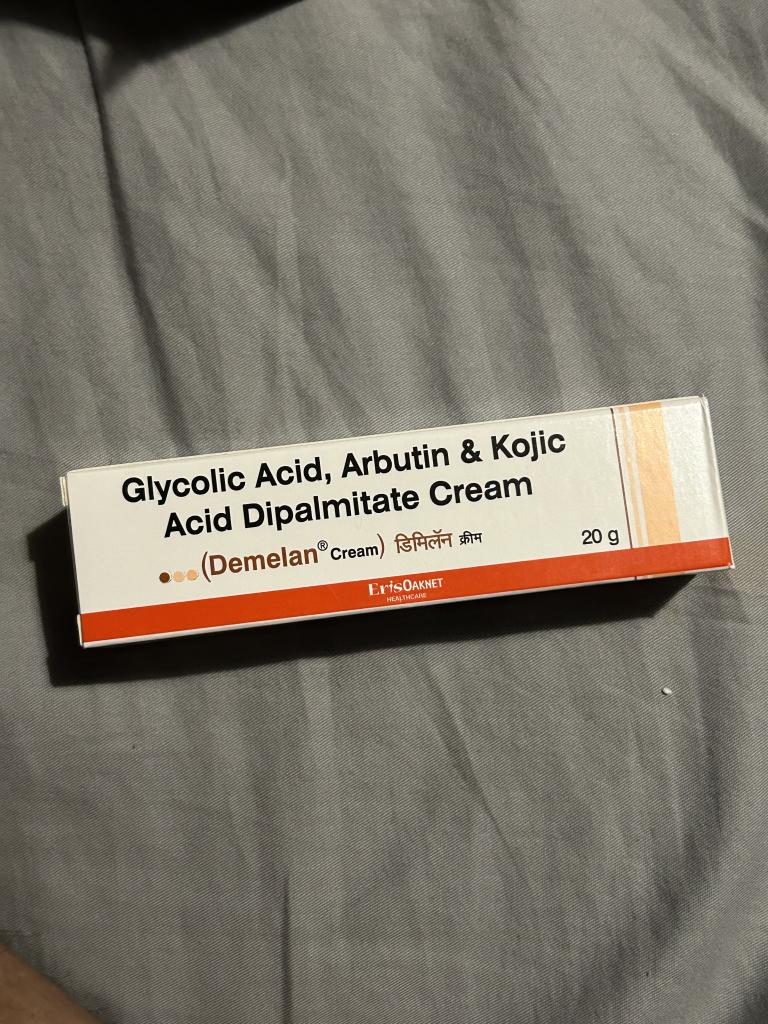 Glycolic Acid, Arbutin & Kojic
Acid Dipalmitate Cream
(Demelan® Cream) डिमिलॅन क्रीम
20 g
ErisOAKNET
HEALTHCARE